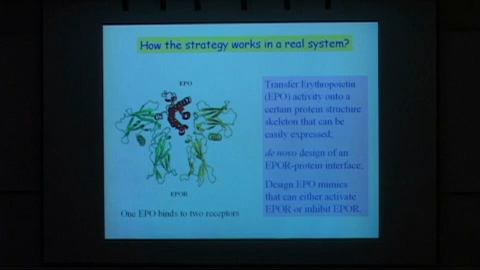 How the strategy works in a real system?
EPO
EPOR
One EPO binds to two receptors
Transfer Erythropoietin
(EPO) activity onto a
certain protein structure
skeleton that can be
easily expressed;
de novo design of an
EPOR-protein interface;
Design EPO mimics
that can either activate
EPOR or inhibit EPOR.